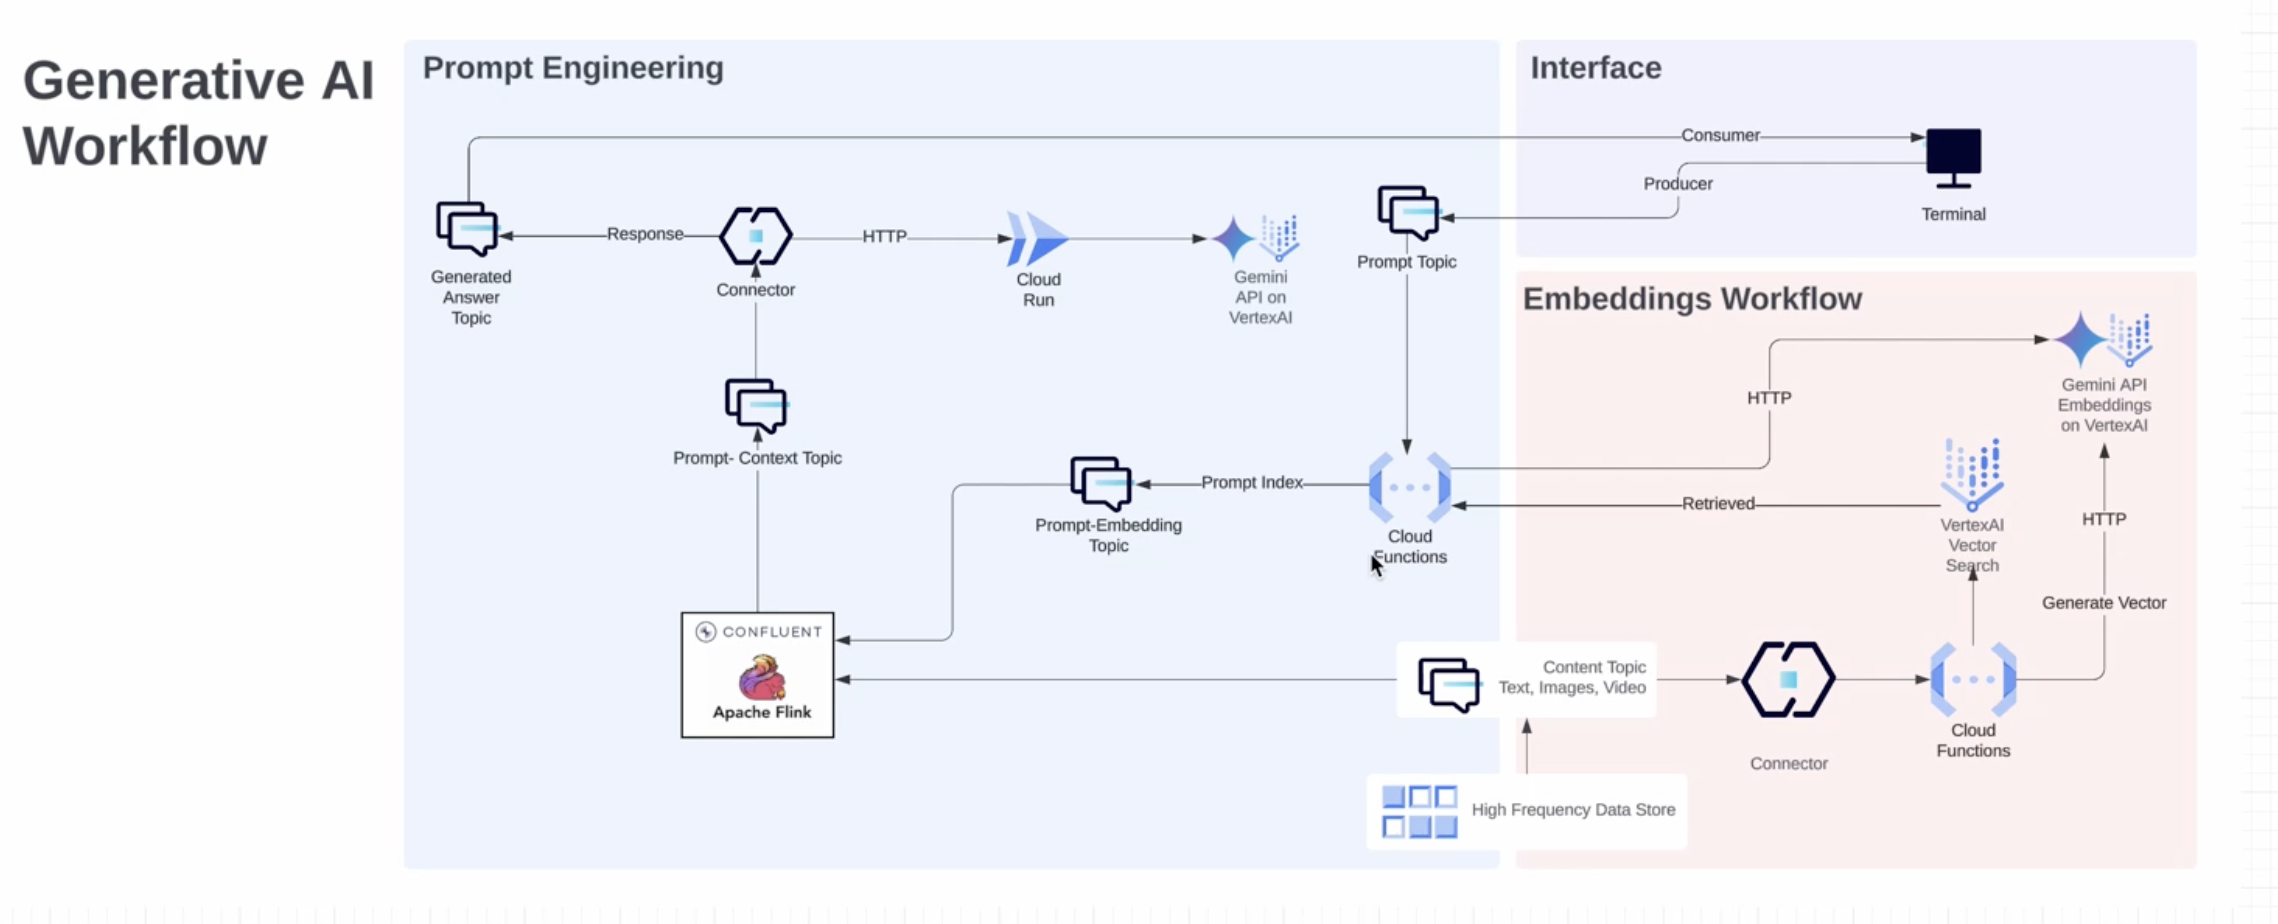 Generative AI
Workflow
Prompt Engineering
Response
HTTP
Generated
Answer
Topic
Connector
Cloud
Run
Gemini
API on
VertexAI
Prompt Topic
Prompt- Context Topic
Prompt-Embedding
Topic
Prompt Index
Cloud
Functions
CONFLUENT
Apache Flink
Interface
Consumer
Producer
Terminal
Embeddings Workflow
HTTP
Gemini API
Embeddings
on VertexAI
Retrieved
VertexAI
Vector
Search
HTTP
Generate Vector
Content Topic
Text, Images, Video
Connector
Cloud
Functions
High Frequency Data Store